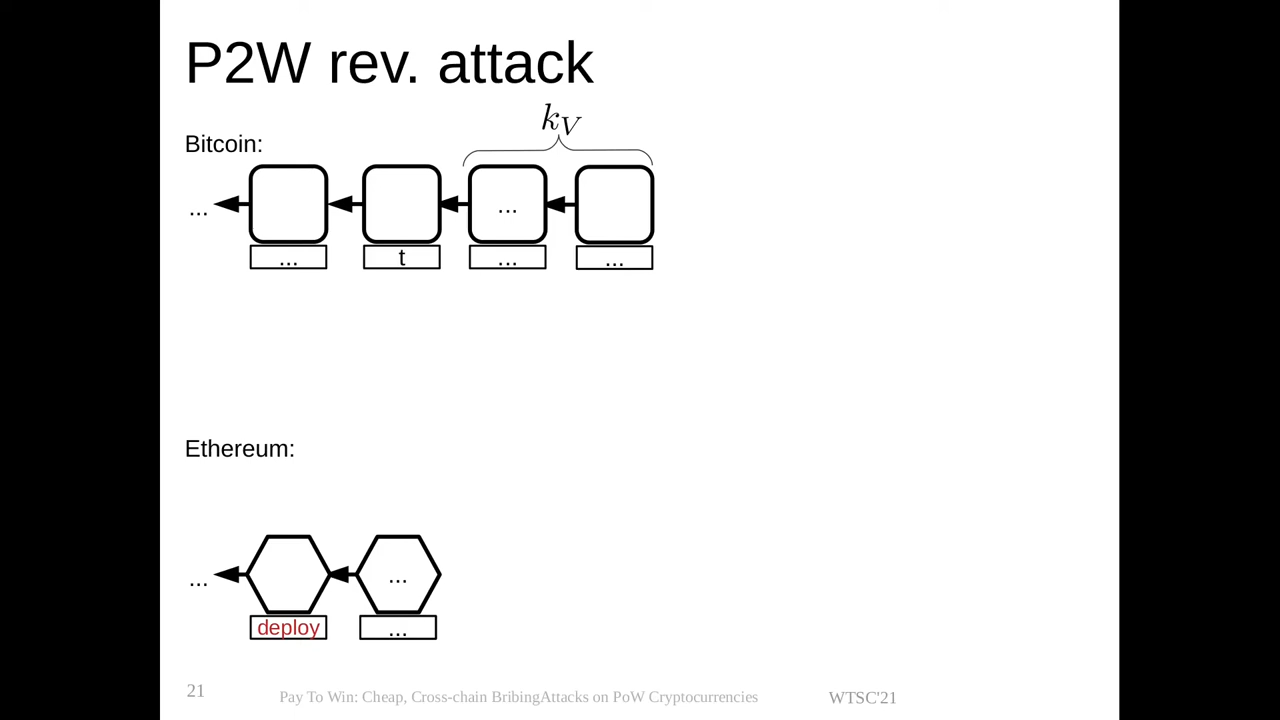 P2W rev. attack
k_V
Bitcoin:
...
...
... t ... ...
Ethereum:
... ...
deploy ...
21 Pay To Win: Cheap, Cross-chain BribingAttacks on PoW Cryptocurrencies WTSC'21